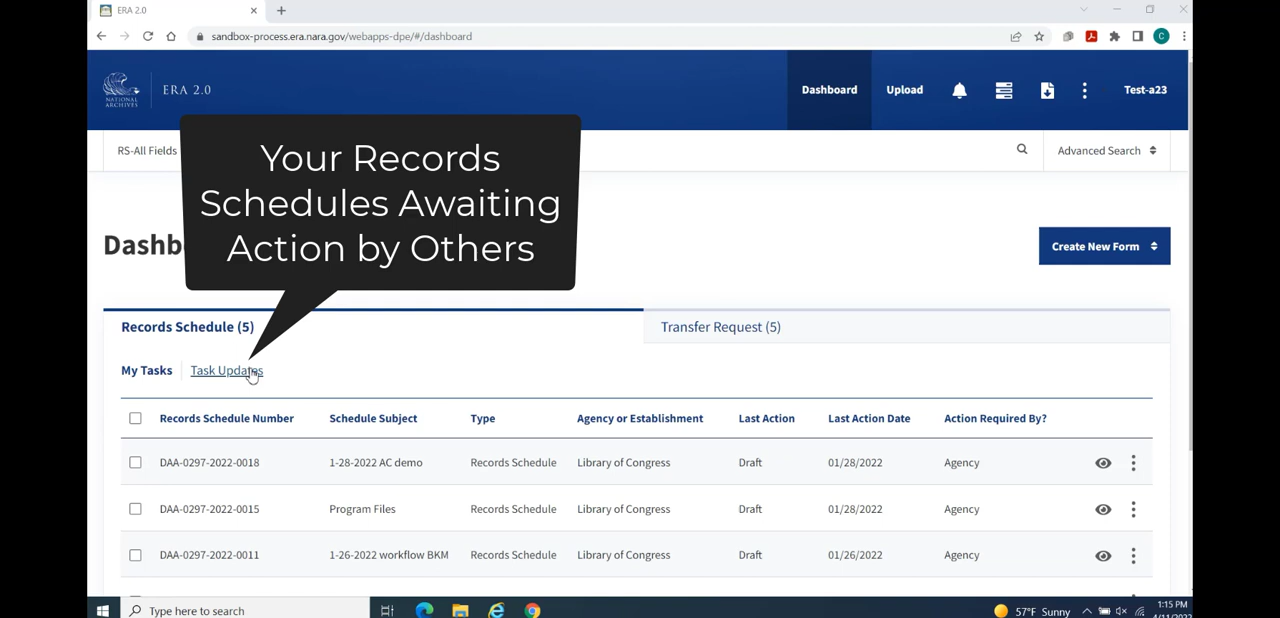 ERA 2.0
sandbox-process.era.nara.gov/webapps-dpe/#/dashboard
C
NATIONAL
ARCHIVES
ERA 2.0
Dashboard
Upload
Test-a23
RS-All Fields
Advanced Search
Your Records
Schedules Awaiting
Action by Others
Dashb
Create New Form
Records Schedule (5)
Transfer Request (5)
My Tasks
Task Updates
Records Schedule Number Schedule Subject Type Agency or Establishment Last Action Last Action Date Action Required By?
DAA-0297-2022-0018 1-28-2022 AC demo Records Schedule Library of Congress Draft 01/28/2022 Agency
DAA-0297-2022-0015 Program Files Records Schedule Library of Congress Draft 01/28/2022 Agency
DAA-0297-2022-0011 1-26-2022 workflow BKM Records Schedule Library of Congress Draft 01/26/2022 Agency
Type here to search
57°F Sunny
1:15 PM